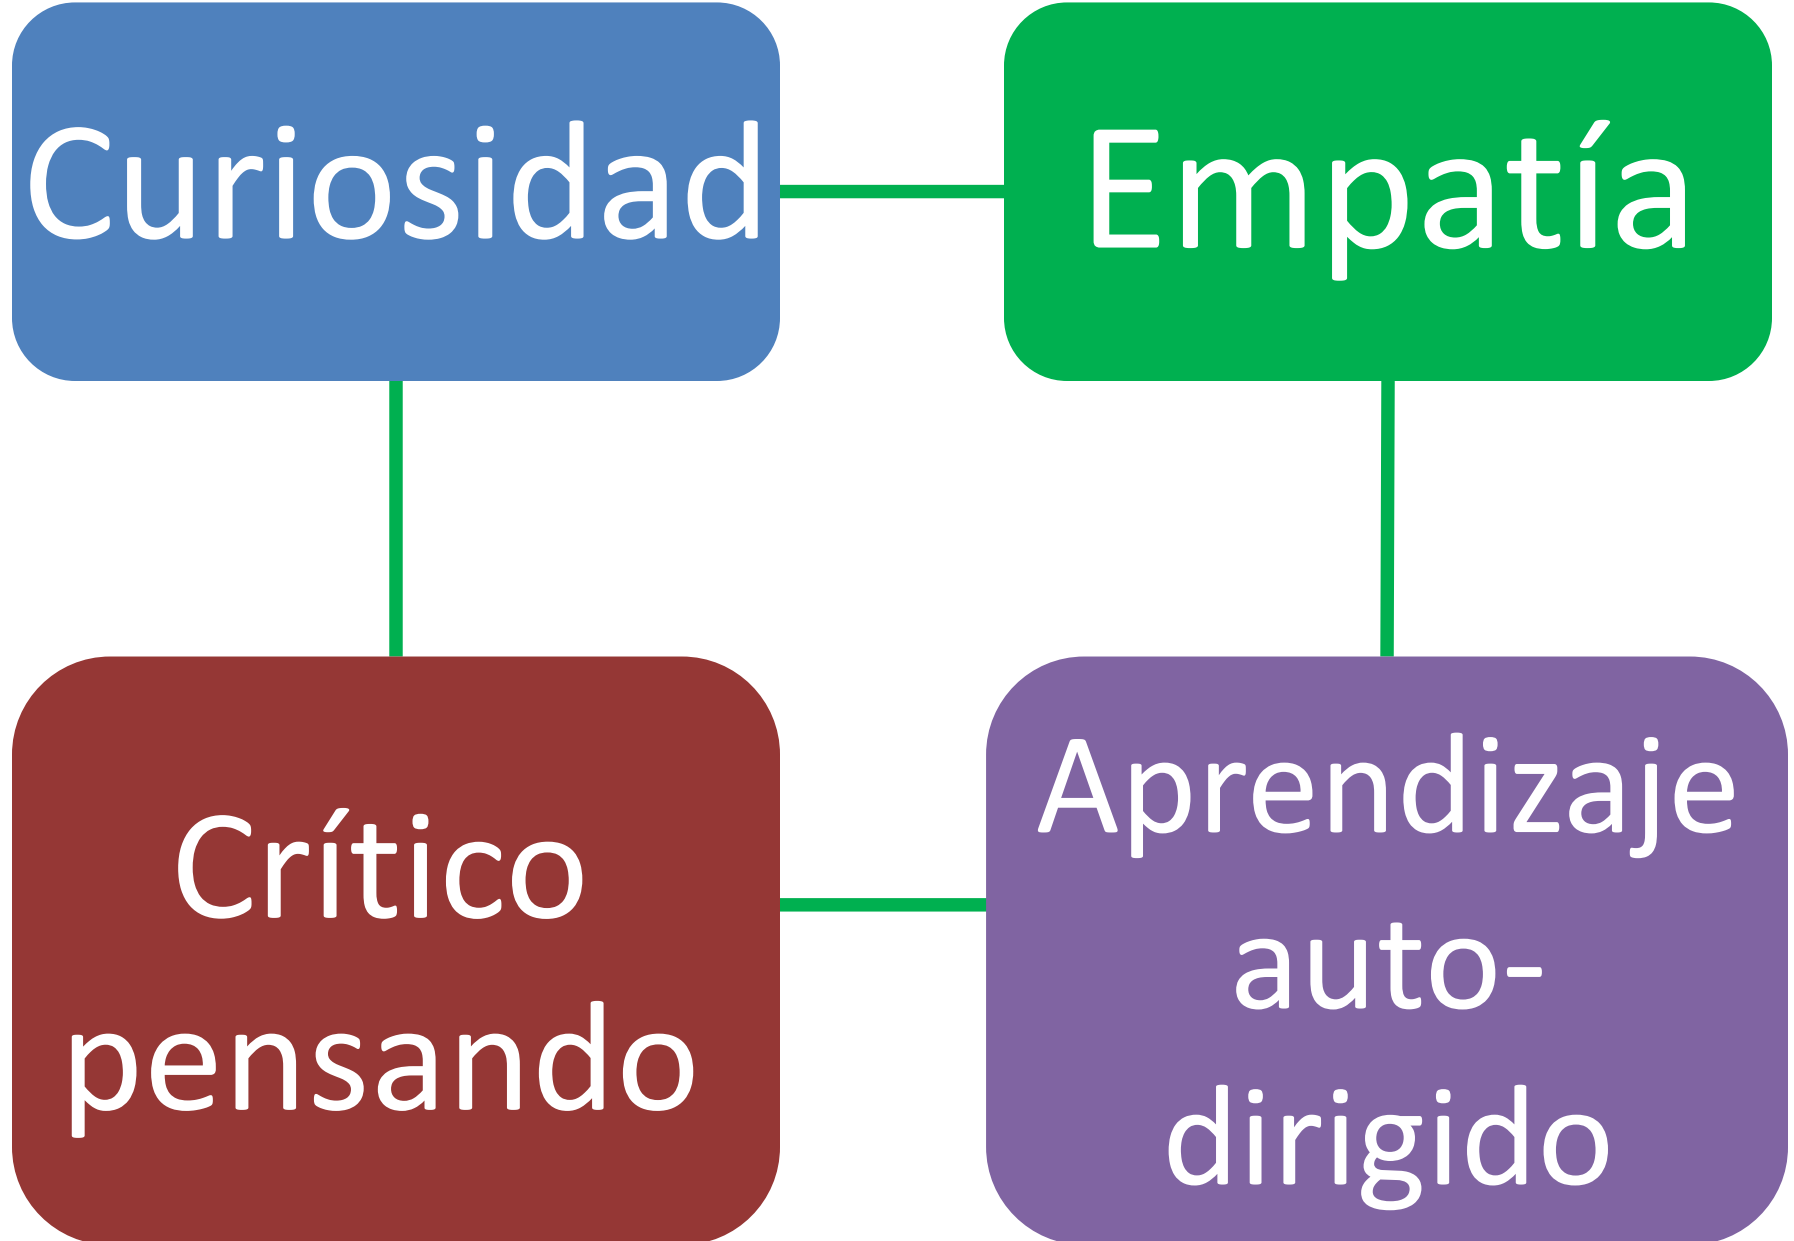 Curiosidad
Empatía
Crítico
pensando
Aprendizaje
auto-
dirigido